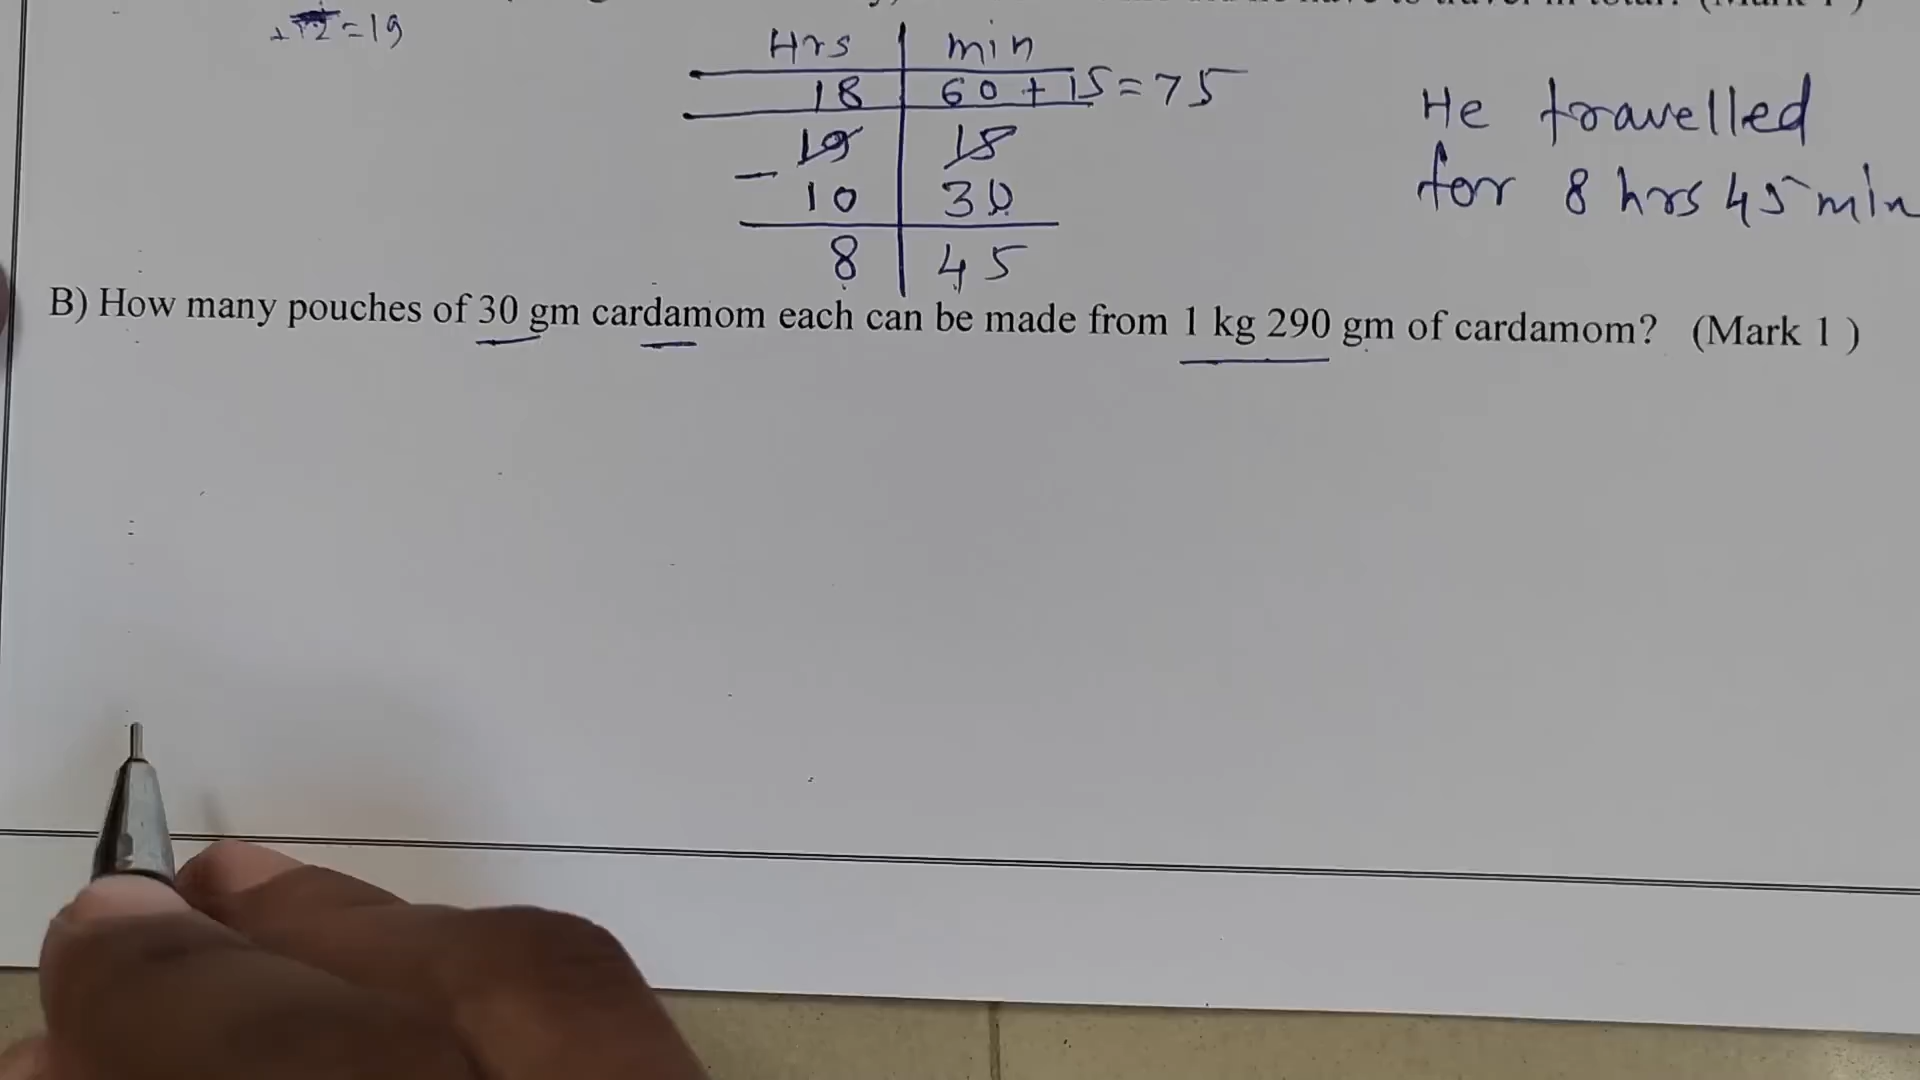 =19
Hrs | min
18 | 60 + 15 = 75
19 | 15
- 10 | 30
8 | 45
He travelled
for 8 hrs 45 min
B) How many pouches of 30 gm cardamom each can be made from 1 kg 290 gm of cardamom? (Mark 1 )